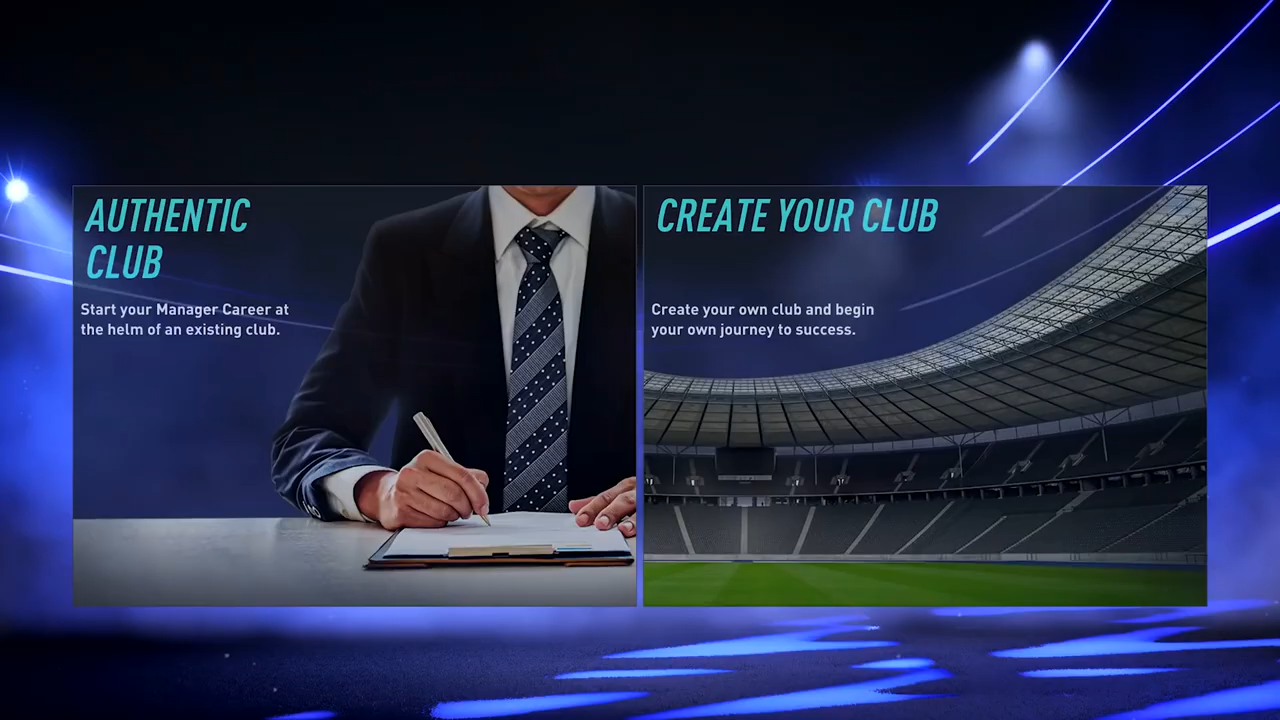 AUTHENTIC
CLUB
Start your Manager Career at
the helm of an existing club.
CREATE YOUR CLUB
Create your own club and begin
your own journey to success.